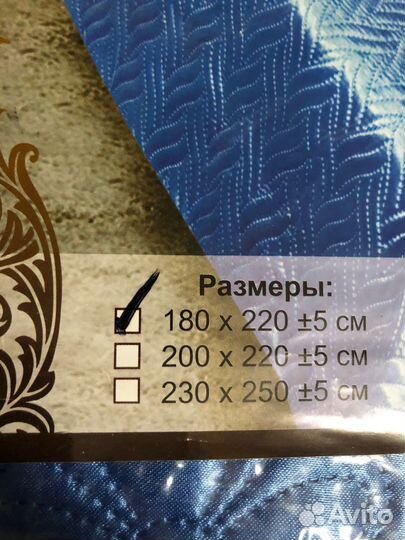 Размеры:
180 x 220 ±5 см
200 x 220 ±5 см
230 x 250 ±5 см
Avito